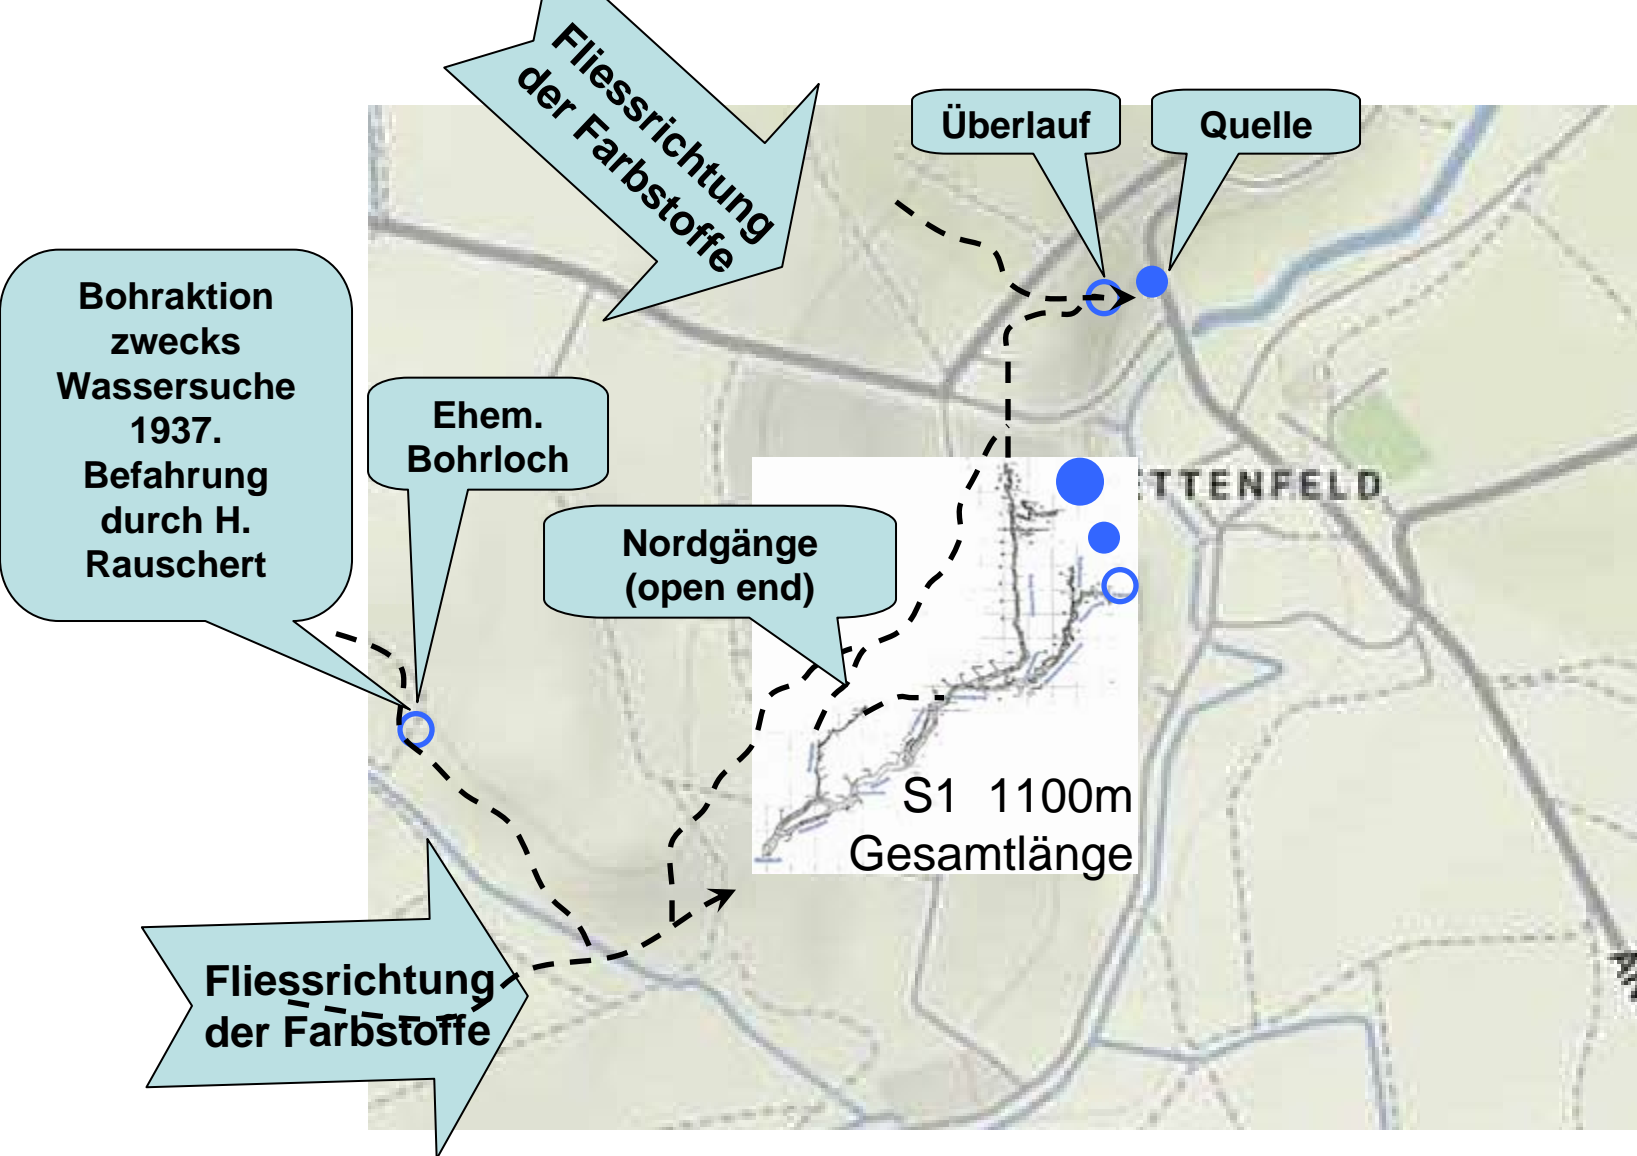 Fliessrichtung
der Farbstoffe
Überlauf
Quelle
Bohraktion
zwecks
Wassersuche
1937.
Befahrung
durch H.
Rauschert
Ehem.
Bohrloch
Nordgänge
(open end)
TTENFELD
S1 1100m
Gesamtlänge
Fliessrichtung
der Farbstoffe